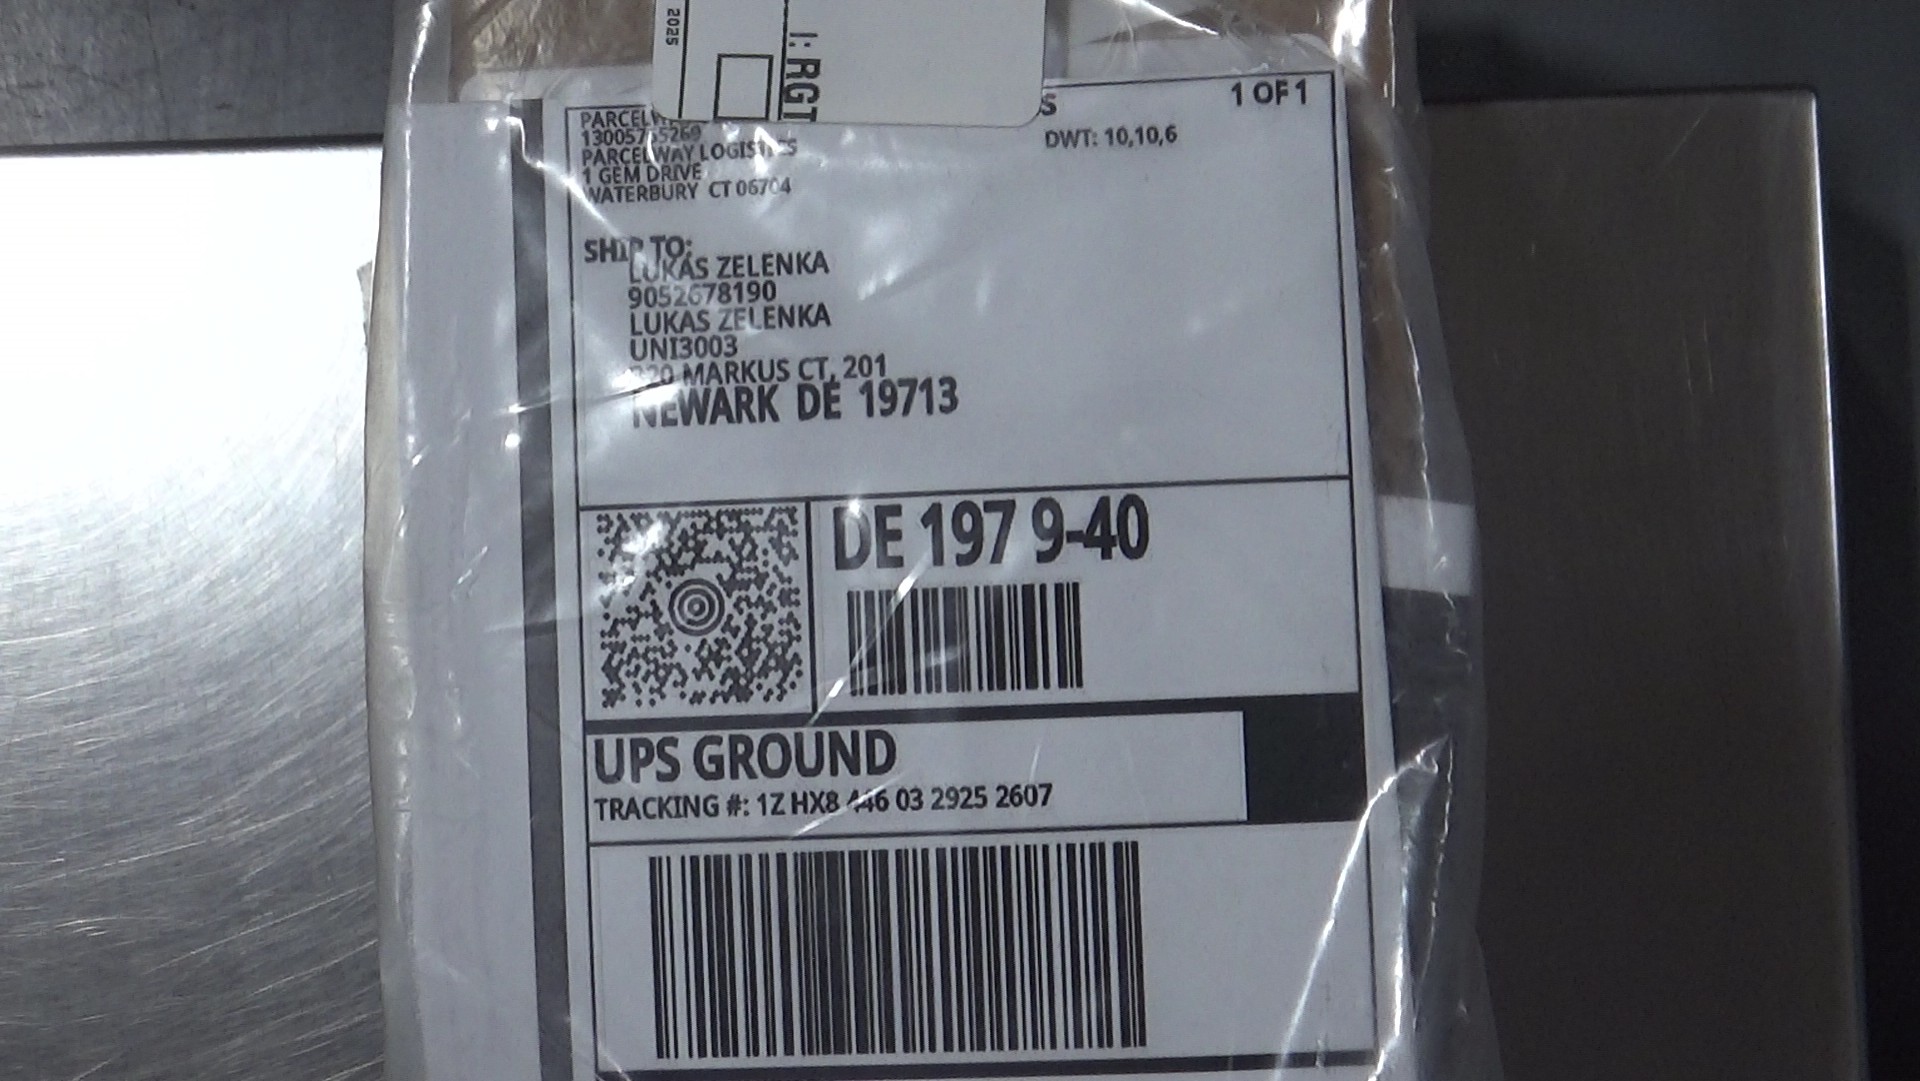 2025
I: RGT
S
1 OF 1
DWT: 10,10,6
PARCELWAY LOGISTICS
1 GEM DRIVE
WATERBURY CT 06704
SHIP TO:
LUKAS ZELENKA
9052678190
LUKAS ZELENKA
UNI3003
MARKUS CT, 201
NEWARK DE 19713
DE 197 9-40
UPS GROUND
TRACKING #: 1Z HX8 446 03 2925 2607